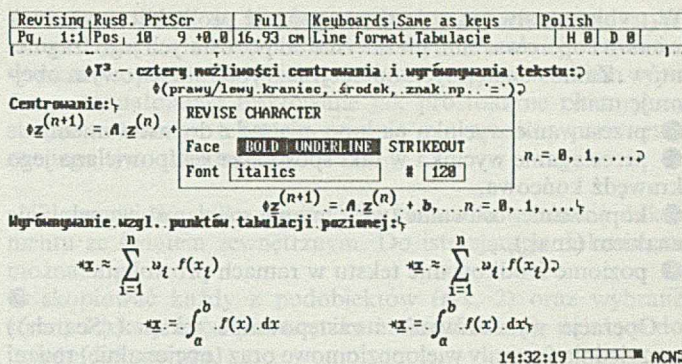 Revising Rys8. PrtScr Full Keyboards Same as keys Polish
Pg 1:1 Pos 10 9 +0.0 16.93 cm Line format Tabulacje H 0 D 0
T³ – cztery możliwości centrowania i wyrównywania tekstu:
(prawy/lewy kraniec, środek, znak np. '=')
Centrowanie:
z^(n+1) = A z^(n) + , n = 0, 1, ...
REVISE CHARACTER
Face BOLD UNDERLINE STRIKEOUT
Font italics # 128
z^(n+1) = A z^(n) + b, n = 0, 1, ...
Wyrównywanie wzgl. punktów tabulacji poziomej:
x ≈ ∑_{i=1}^{n} w_i f(x_i) x ≈ ∑_{i=1}^{n} w_i f(x_i)
x = ∫_a^b f(x) dx x = ∫_a^b f(x) dx
14:32:19 ACN